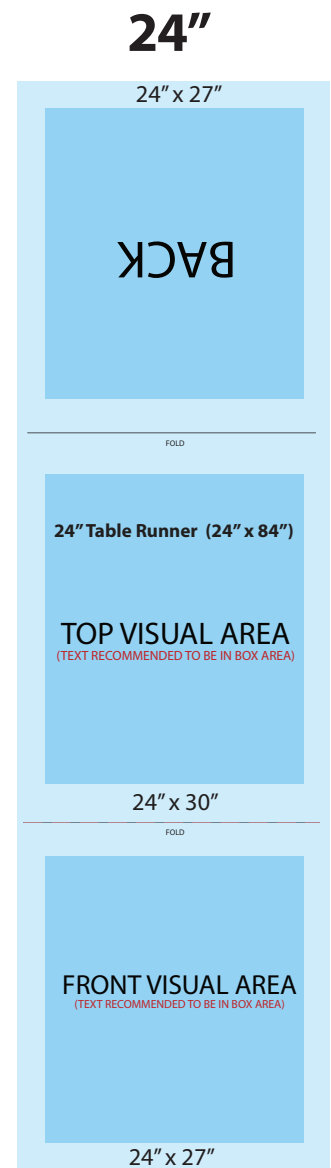 24”
24” x 27”
BACK
FOLD
24” Table Runner (24” x 84”)
TOP VISUAL AREA
(TEXT RECOMMENDED TO BE IN BOX AREA)
24” x 30”
FOLD
FRONT VISUAL AREA
(TEXT RECOMMENDED TO BE IN BOX AREA)
24” x 27”